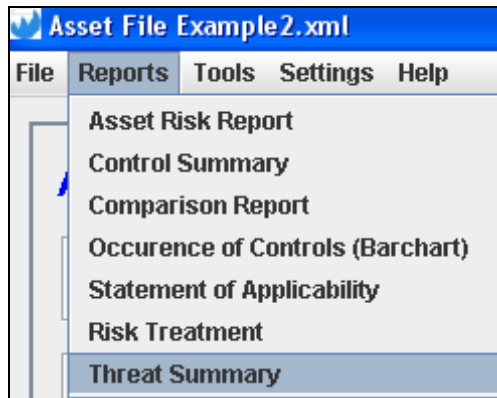 Asset File Example2.xml
File Reports Tools Settings Help
Asset Risk Report
Control Summary
Comparison Report
Occurence of Controls (Barchart)
Statement of Applicability
Risk Treatment
Threat Summary